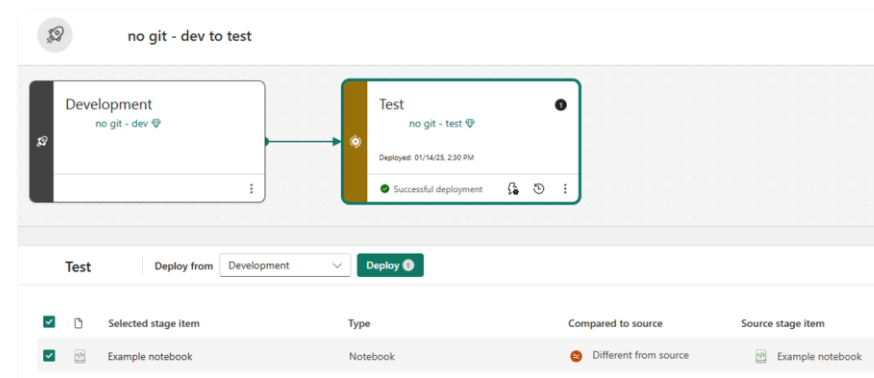 no git - dev to test
Development
no git - dev
Test
1
no git - test
Deployed: 01/14/25, 2:30 PM
Successful deployment
Test
Deploy from
Development
Deploy 1
Selected stage item Type Compared to source Source stage item
Example notebook Notebook Different from source Example notebook